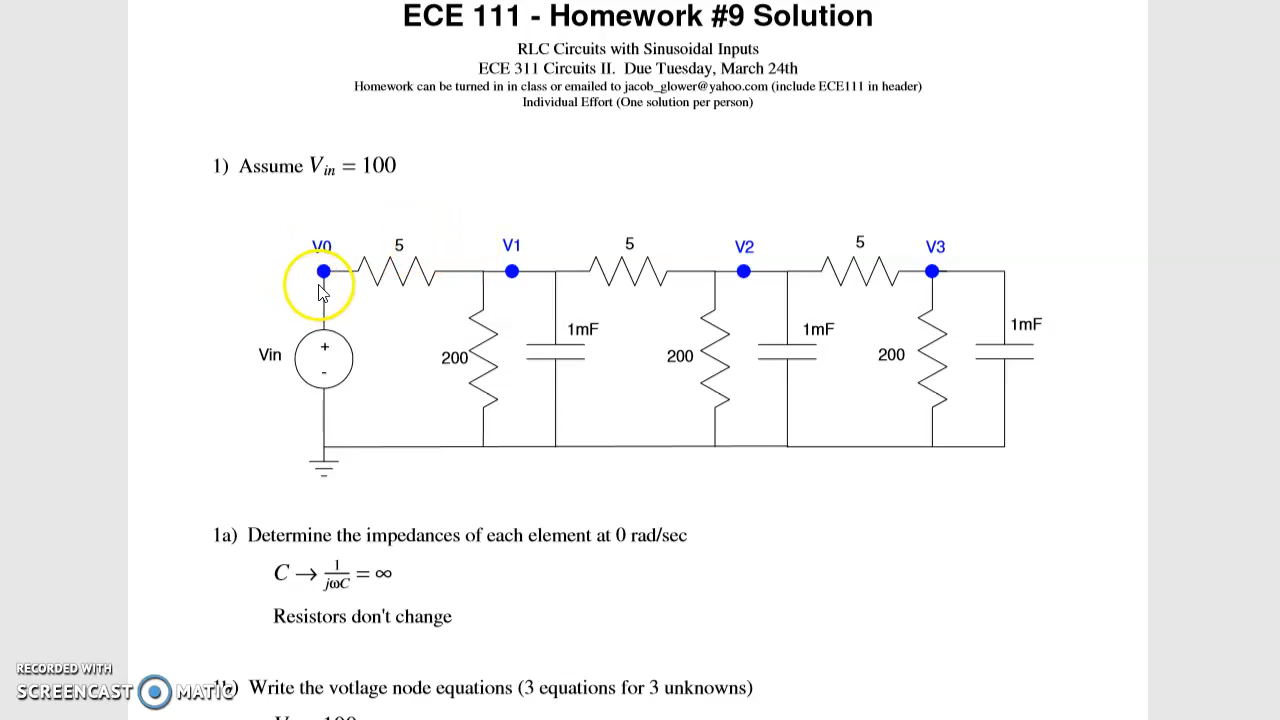 ECE 111 - Homework #9 Solution
RLC Circuits with Sinusoidal Inputs
ECE 311 Circuits II. Due Tuesday, March 24th
Homework can be turned in in class or emailed to jacob_glower@yahoo.com (include ECE111 in header)
Individual Effort (One solution per person)
1) Assume Vin = 100
V0 5 V1 5 V2 5 V3
1mF 1mF 1mF
Vin + - 200 200 200
1a) Determine the impedances of each element at 0 rad/sec
C → 1/jωC = ∞
Resistors don't change
RECORDED WITH
SCREENCAST MATIC
1b) Write the votlage node equations (3 equations for 3 unknowns)